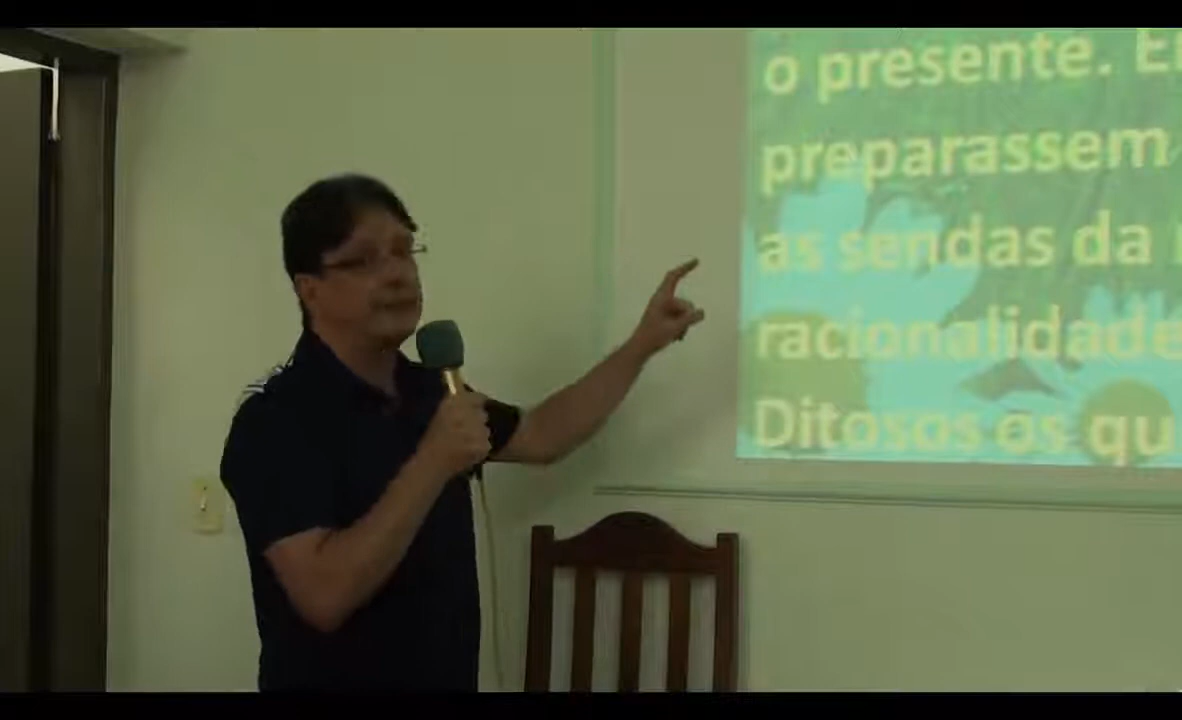 o presente.
preparassem
as sendas da
racionalidade
Ditosos os